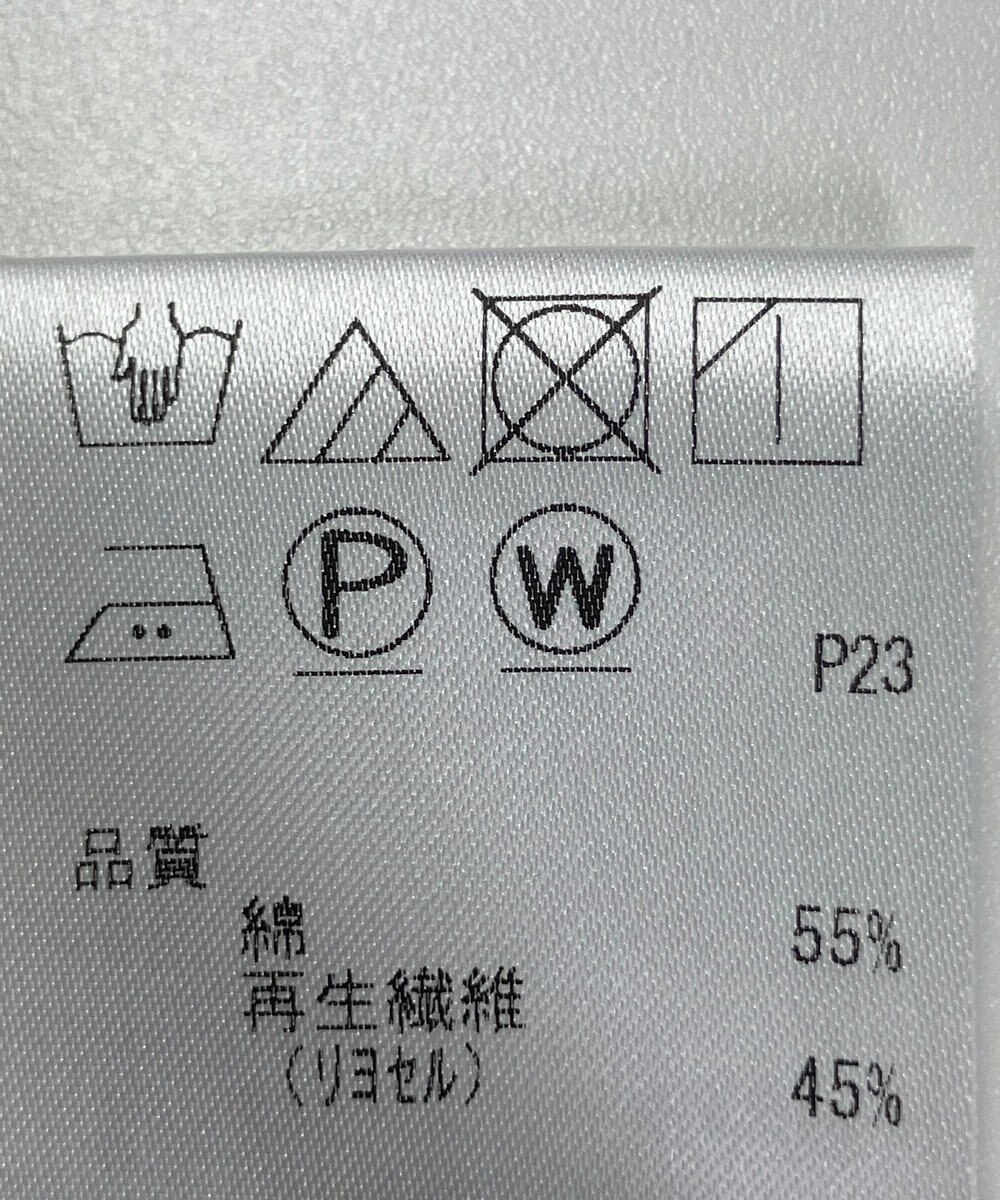 P W
P23
品質
綿 55%
再生繊維
(リヨセル) 45%